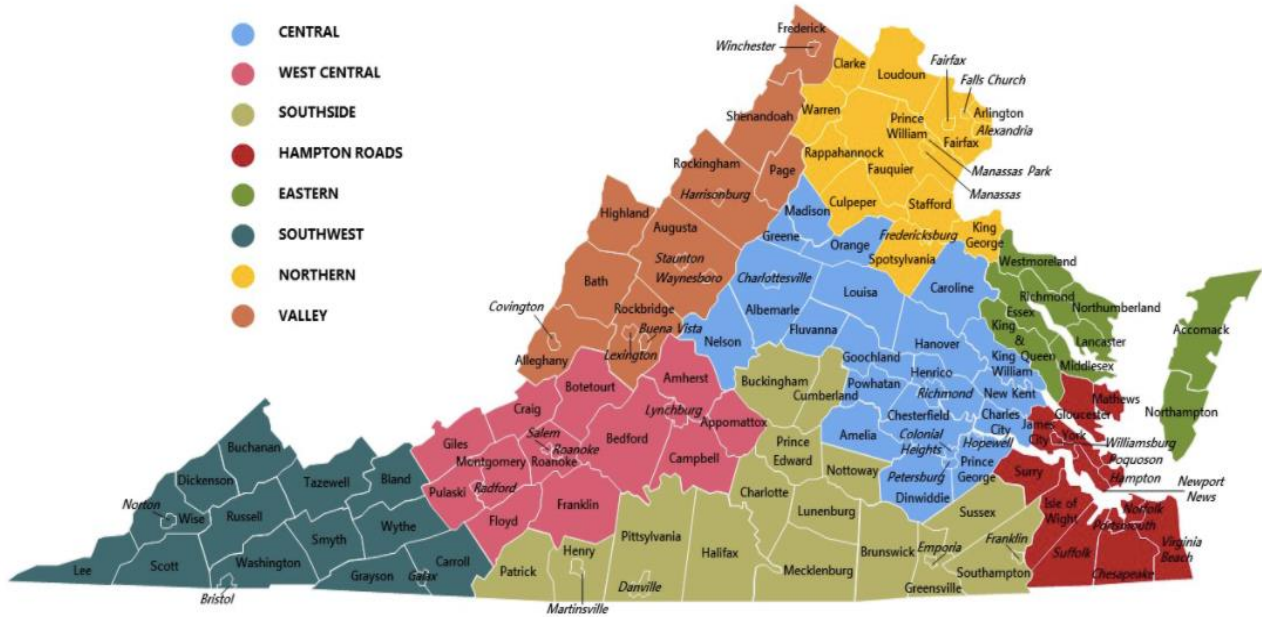 CENTRAL
WEST CENTRAL
SOUTHSIDE
HAMPTON ROADS
EASTERN
SOUTHWEST
NORTHERN
VALLEY
Frederick
Winchester
Clarke
Loudoun
Fairfax
Falls Church
Arlington
Alexandria
Shenandoah
Warren
Prince
William
Fairfax
Rappahannock
Fauquier
Manassas Park
Manassas
Rockingham
Page
Harrisonburg
Culpeper
Stafford
Highland
Augusta
Madison
Greene
Orange
Fredericksburg
King
George
Spotsylvania
Staunton
Waynesboro
Charlottesville
Westmoreland
Bath
Albemarle
Louisa
Caroline
Richmond
Northumberland
Essex
Accomack
Covington
Rockbridge
Buena Vista
Lexington
Alleghany
Nelson
Fluvanna
Hanover
King
&
Queen
Lancaster
Middlesex
Goochland
Henrico
King
William
Botetourt
Amherst
Buckingham
Cumberland
Powhatan
Richmond
New Kent
Mathews
Gloucester
Northampton
Craig
Lynchburg
Appomattox
Chesterfield
Charles
City
James
City
York
Williamsburg
Poquoson
Hampton
Newport
News
Giles
Salem
Roanoke
Roanoke
Bedford
Amelia
Colonial
Heights
Hopewell
Montgomery
Campbell
Prince
Edward
Nottoway
Petersburg
Prince
George
Surry
Buchanan
Dickenson
Tazewell
Bland
Pulaski
Radford
Franklin
Charlotte
Lunenburg
Dinwiddie
Sussex
Isle of
Wight
Norfolk
Portsmouth
Norton
Wise
Russell
Wythe
Floyd
Smyth
Pittsylvania
Halifax
Brunswick
Emporia
Franklin
Suffolk
Virginia
Beach
Lee
Scott
Washington
Grayson
Galax
Carroll
Patrick
Henry
Mecklenburg
Greensville
Southampton
Chesapeake
Bristol
Martinsville
Danville